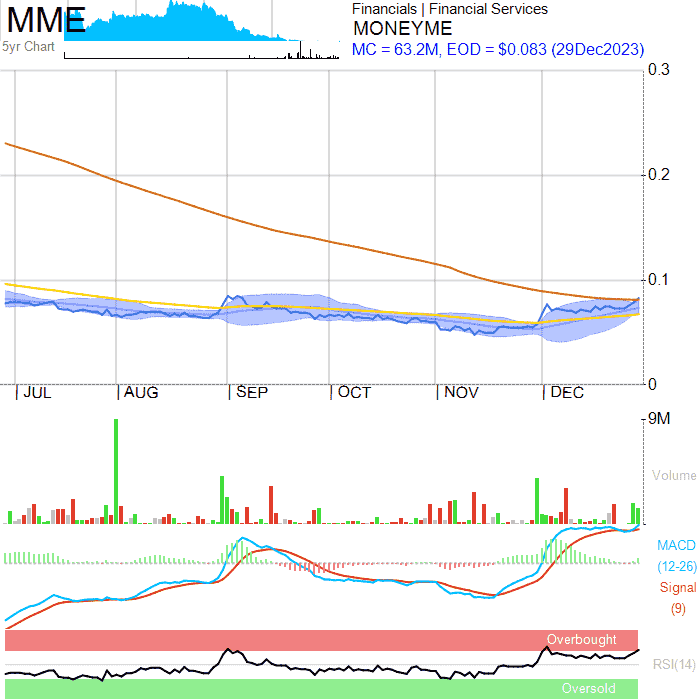 MME
5yr Chart
Financials | Financial Services
MONEYME
MC = 63.2M, EOD = $0.083 (29Dec2023)
0.3
0.2
0.1
0
JUL AUG SEP OCT NOV DEC
9M
Volume
MACD
(12-26)
Signal
(9)
Overbought
RSI(14)
Oversold